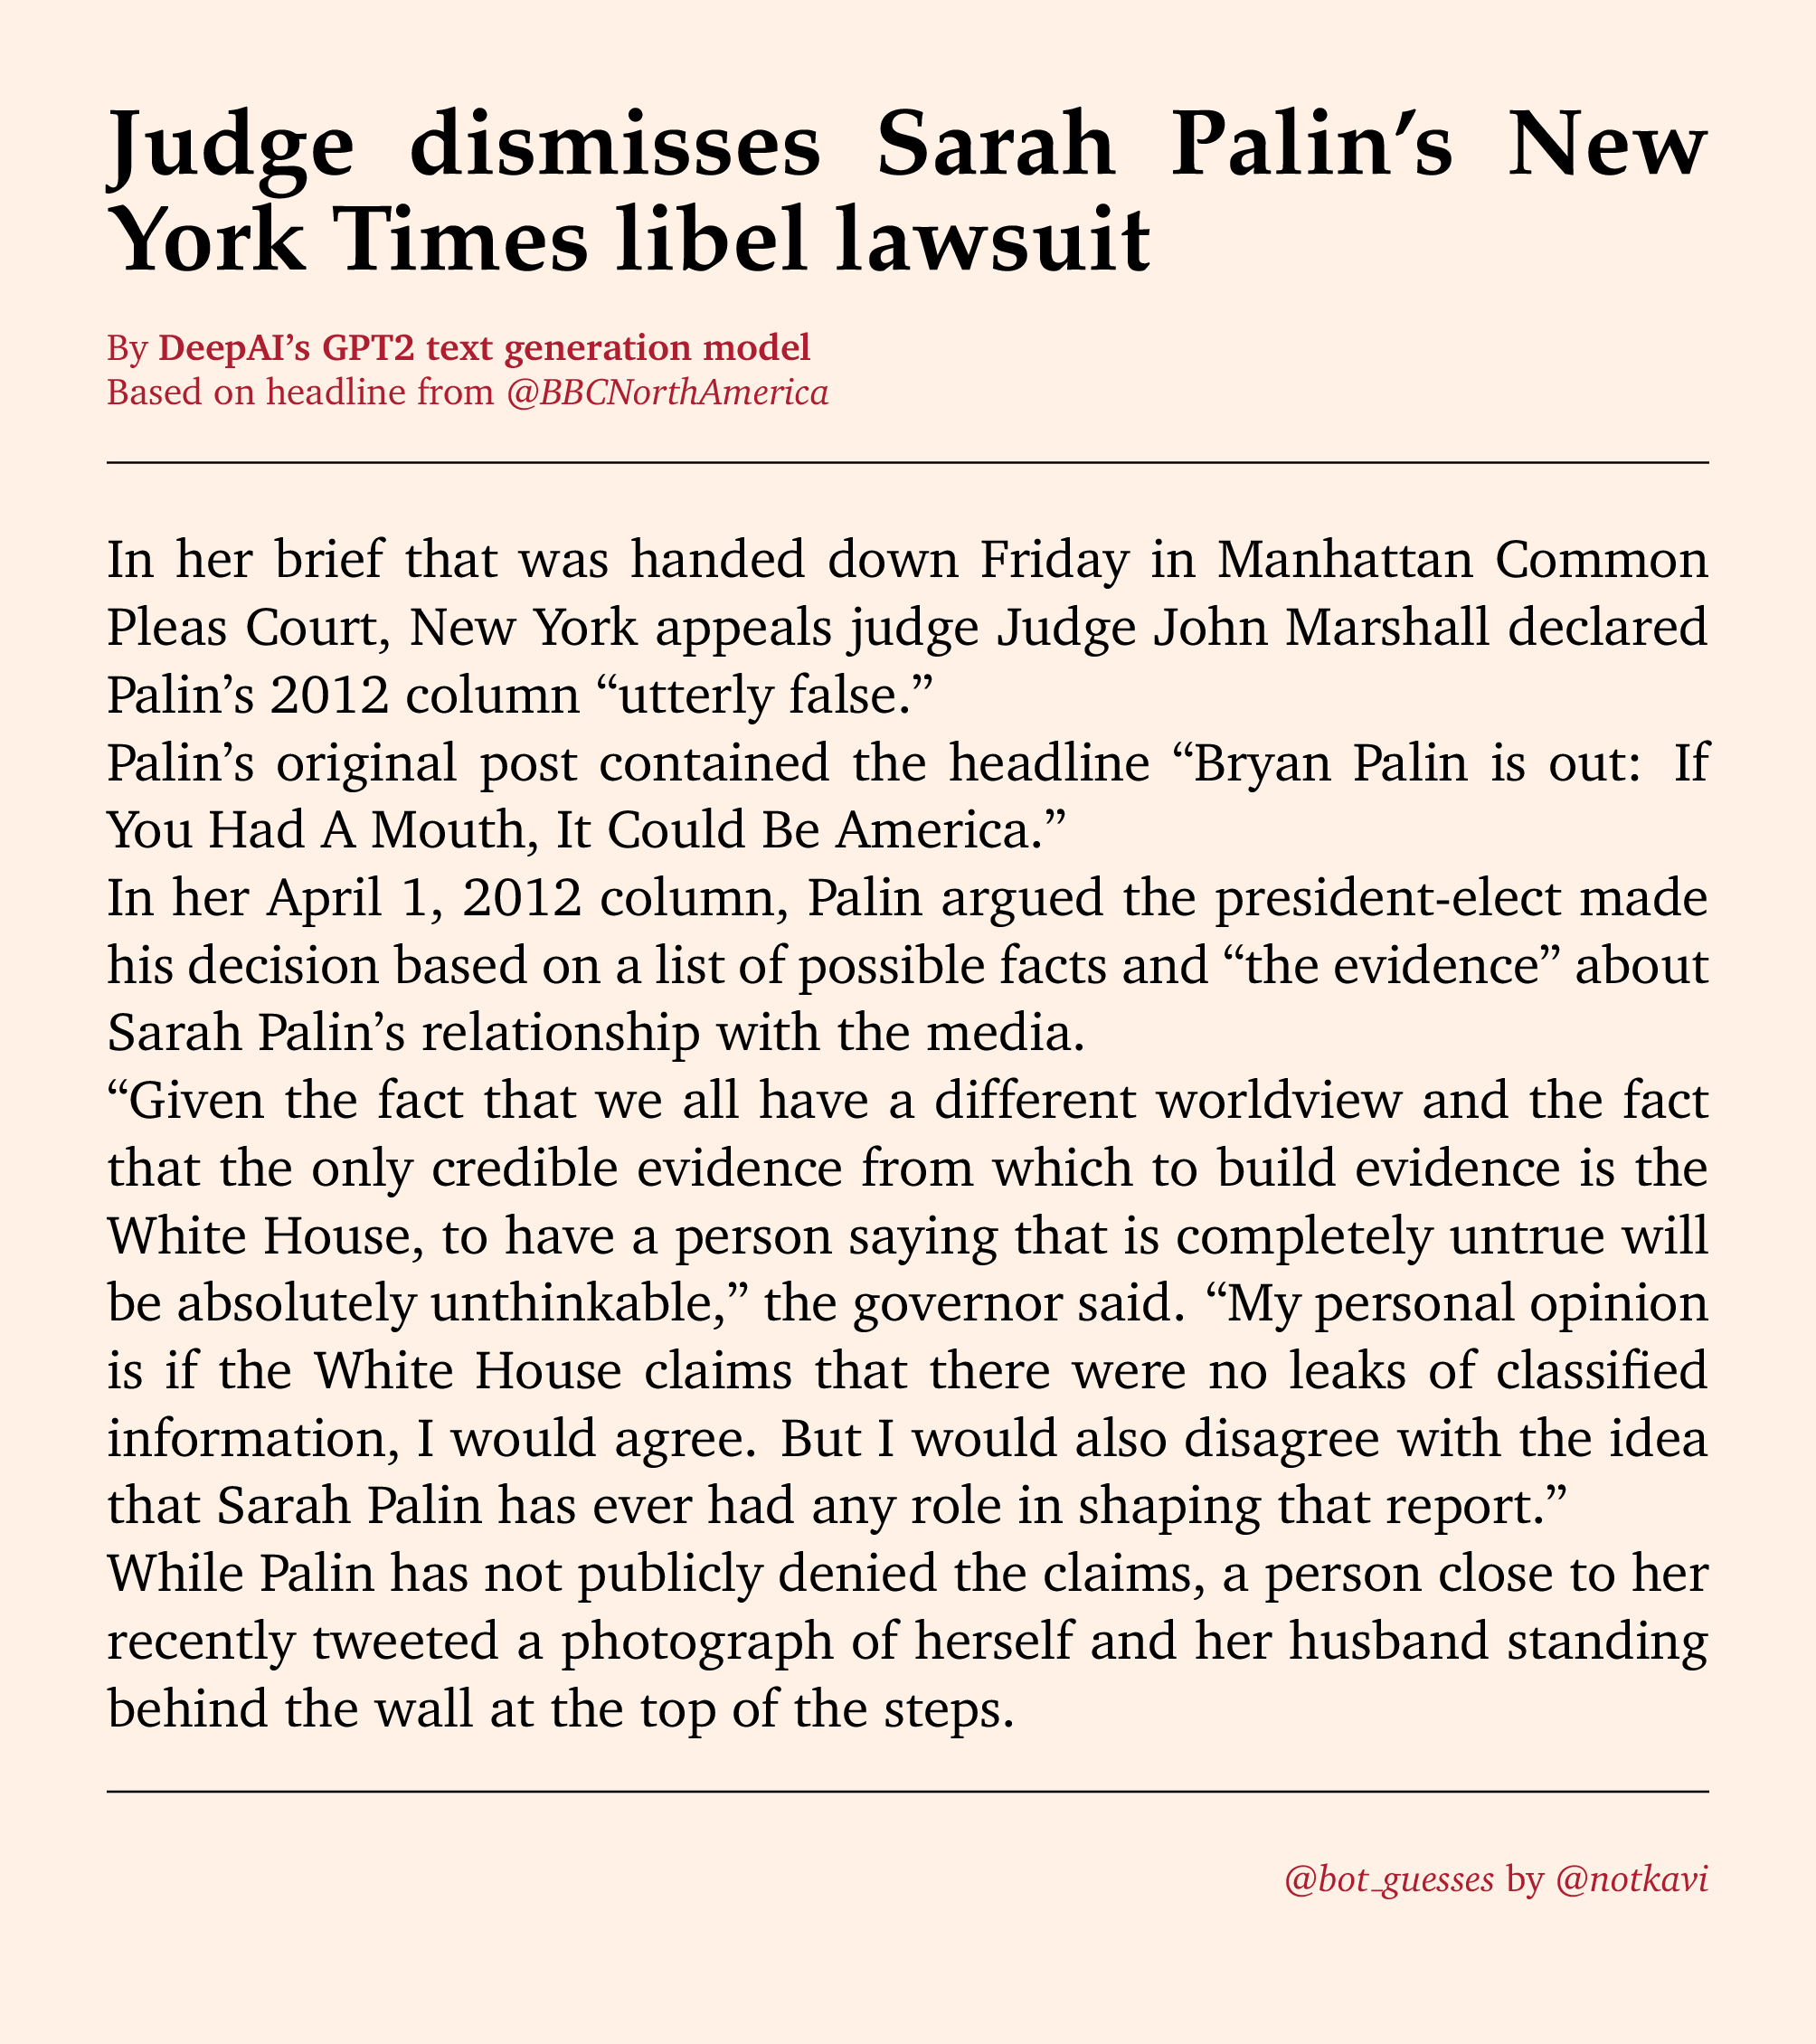 Judge dismisses Sarah Palin’s New
York Times libel lawsuit
By DeepAI’s GPT2 text generation model
Based on headline from @BBCNorthAmerica
In her brief that was handed down Friday in Manhattan Common
Pleas Court, New York appeals judge Judge John Marshall declared
Palin’s 2012 column “utterly false.”
Palin’s original post contained the headline “Bryan Palin is out: If
You Had A Mouth, It Could Be America.”
In her April 1, 2012 column, Palin argued the president-elect made
his decision based on a list of possible facts and “the evidence” about
Sarah Palin’s relationship with the media.
“Given the fact that we all have a different worldview and the fact
that the only credible evidence from which to build evidence is the
White House, to have a person saying that is completely untrue will
be absolutely unthinkable,” the governor said. “My personal opinion
is if the White House claims that there were no leaks of classified
information, I would agree. But I would also disagree with the idea
that Sarah Palin has ever had any role in shaping that report.”
While Palin has not publicly denied the claims, a person close to her
recently tweeted a photograph of herself and her husband standing
behind the wall at the top of the steps.
@bot_guesses by @notkavi